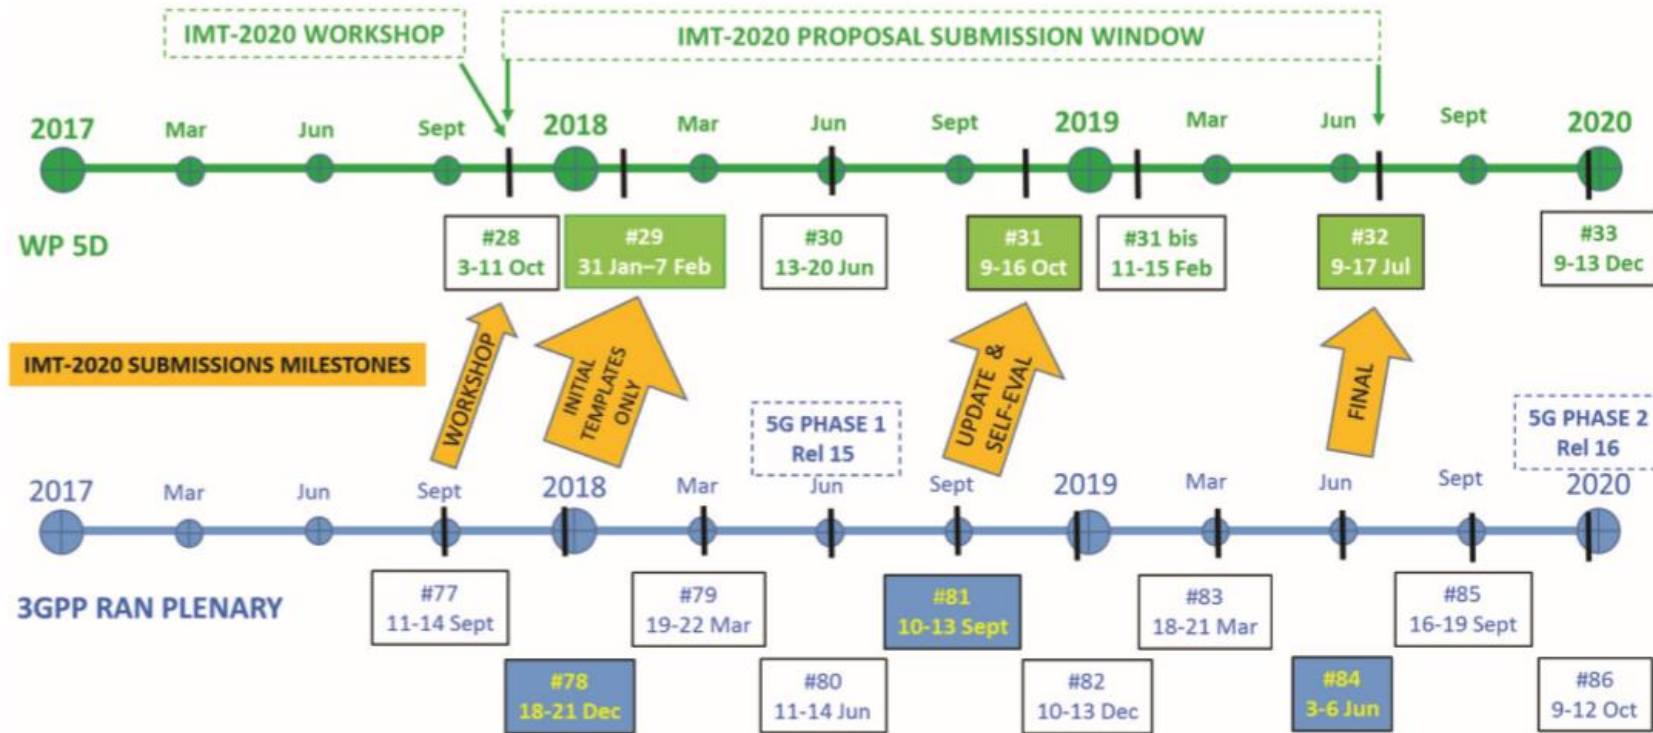 IMT-2020 WORKSHOP
IMT-2020 PROPOSAL SUBMISSION WINDOW
2017
Mar
Jun
Sept
2018
Mar
Jun
Sept
2019
Mar
Jun
Sept
2020
WP 5D
#28
3-11 Oct
#29
31 Jan–7 Feb
#30
13-20 Jun
#31
9-16 Oct
#31 bis
11-15 Feb
#32
9-17 Jul
#33
9-13 Dec
IMT-2020 SUBMISSIONS MILESTONES
WORKSHOP
INITIAL
TEMPLATES
ONLY
UPDATE &
SELF-EVAL
FINAL
5G PHASE 1
Rel 15
5G PHASE 2
Rel 16
2017
Mar
Jun
Sept
2018
Mar
Jun
Sept
2019
Mar
Jun
Sept
2020
3GPP RAN PLENARY
#77
11-14 Sept
#79
19-22 Mar
#81
10-13 Sept
#83
18-21 Mar
#85
16-19 Sept
#78
18-21 Dec
#80
11-14 Jun
#82
10-13 Dec
#84
3-6 Jun
#86
9-12 Oct